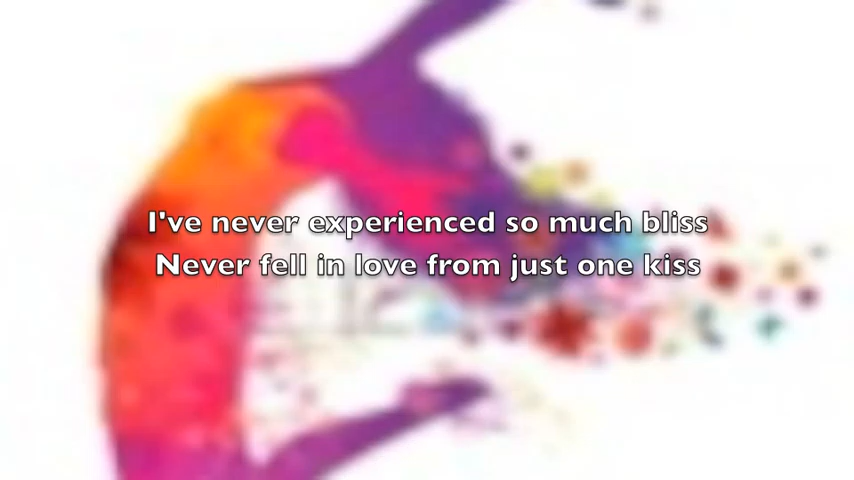 I've never experienced so much bliss
Never fell in love from just one kiss